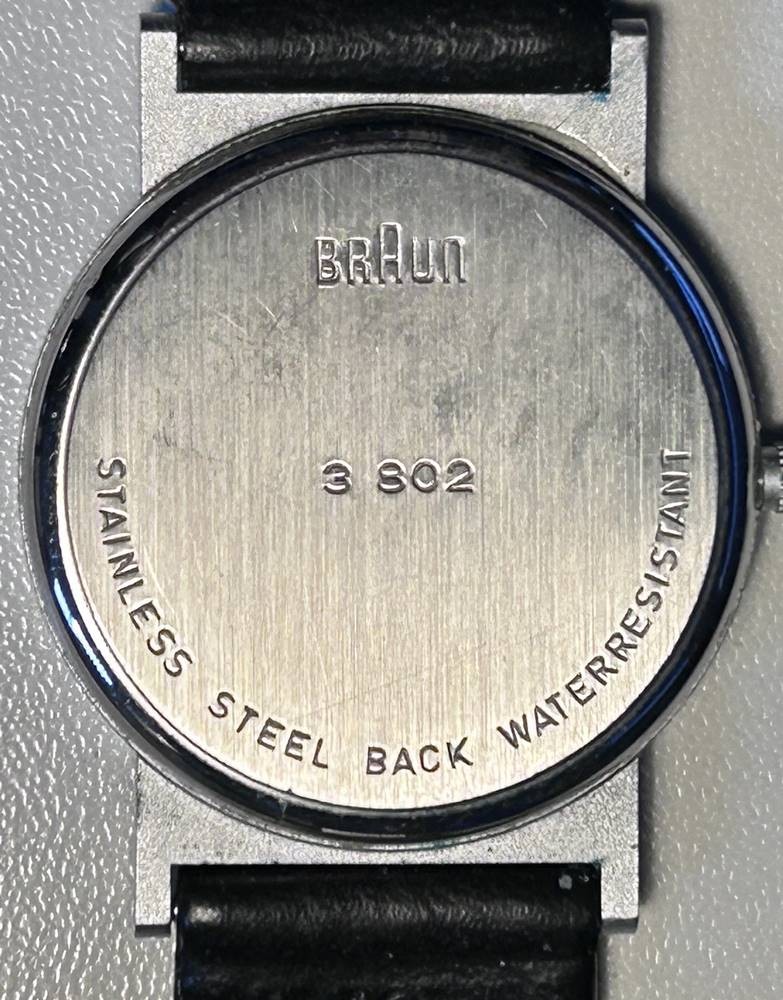 BRAUN
3 802
STAINLESS STEEL BACK WATERRESISTANT